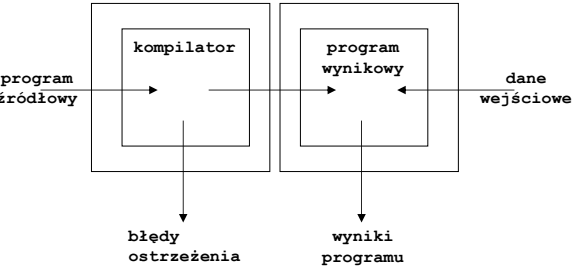 kompilator
program
wynikowy
program
źródłowy
dane
wejściowe
błędy
ostrzeżenia
wyniki
programu